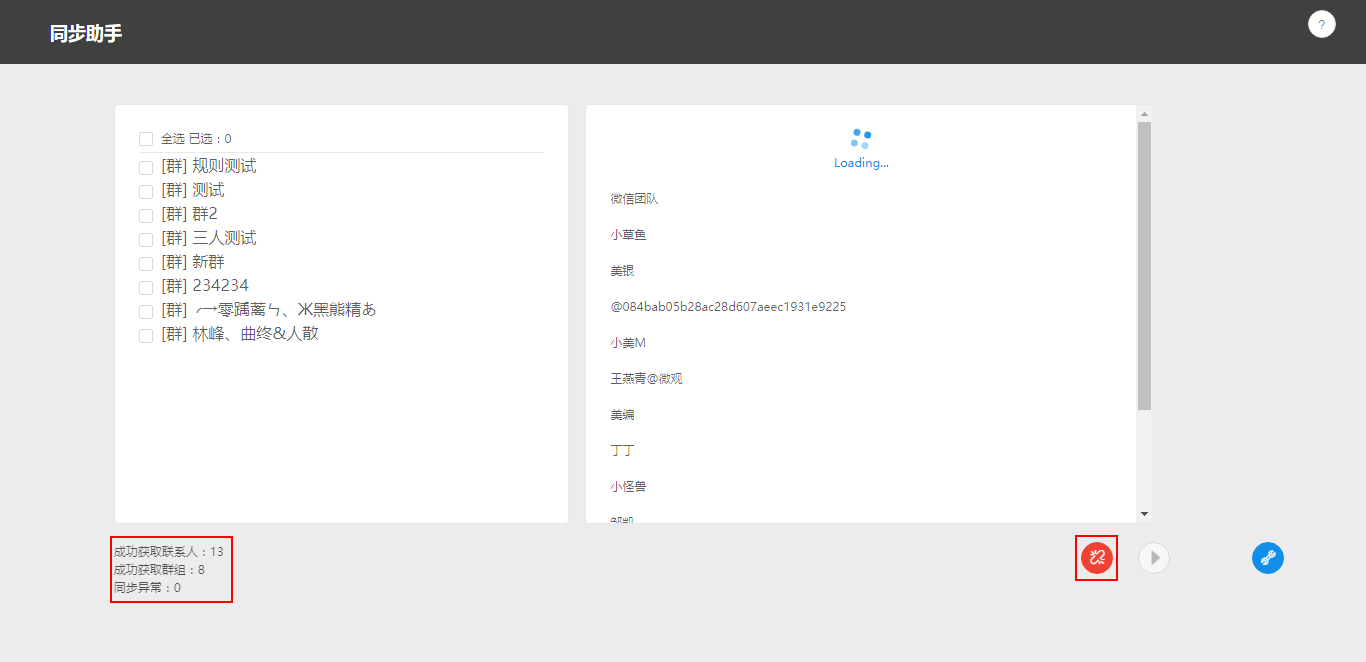 同步助手
?
全选 已选：0
[群] 规则测试
[群] 测试
[群] 群2
[群] 三人测试
[群] 新群
[群] 234234
[群] ╭→零踽蓠ㄣ、米黑熊精あ
[群] 林峰、曲终&人散
Loading...
微信团队
小草鱼
美银
@084bab05b28ac28d607aeec1931e9225
小美M
王燕青@微观
美编
丁丁
小怪兽
成功获取联系人：13
成功获取群组：8
同步异常：0